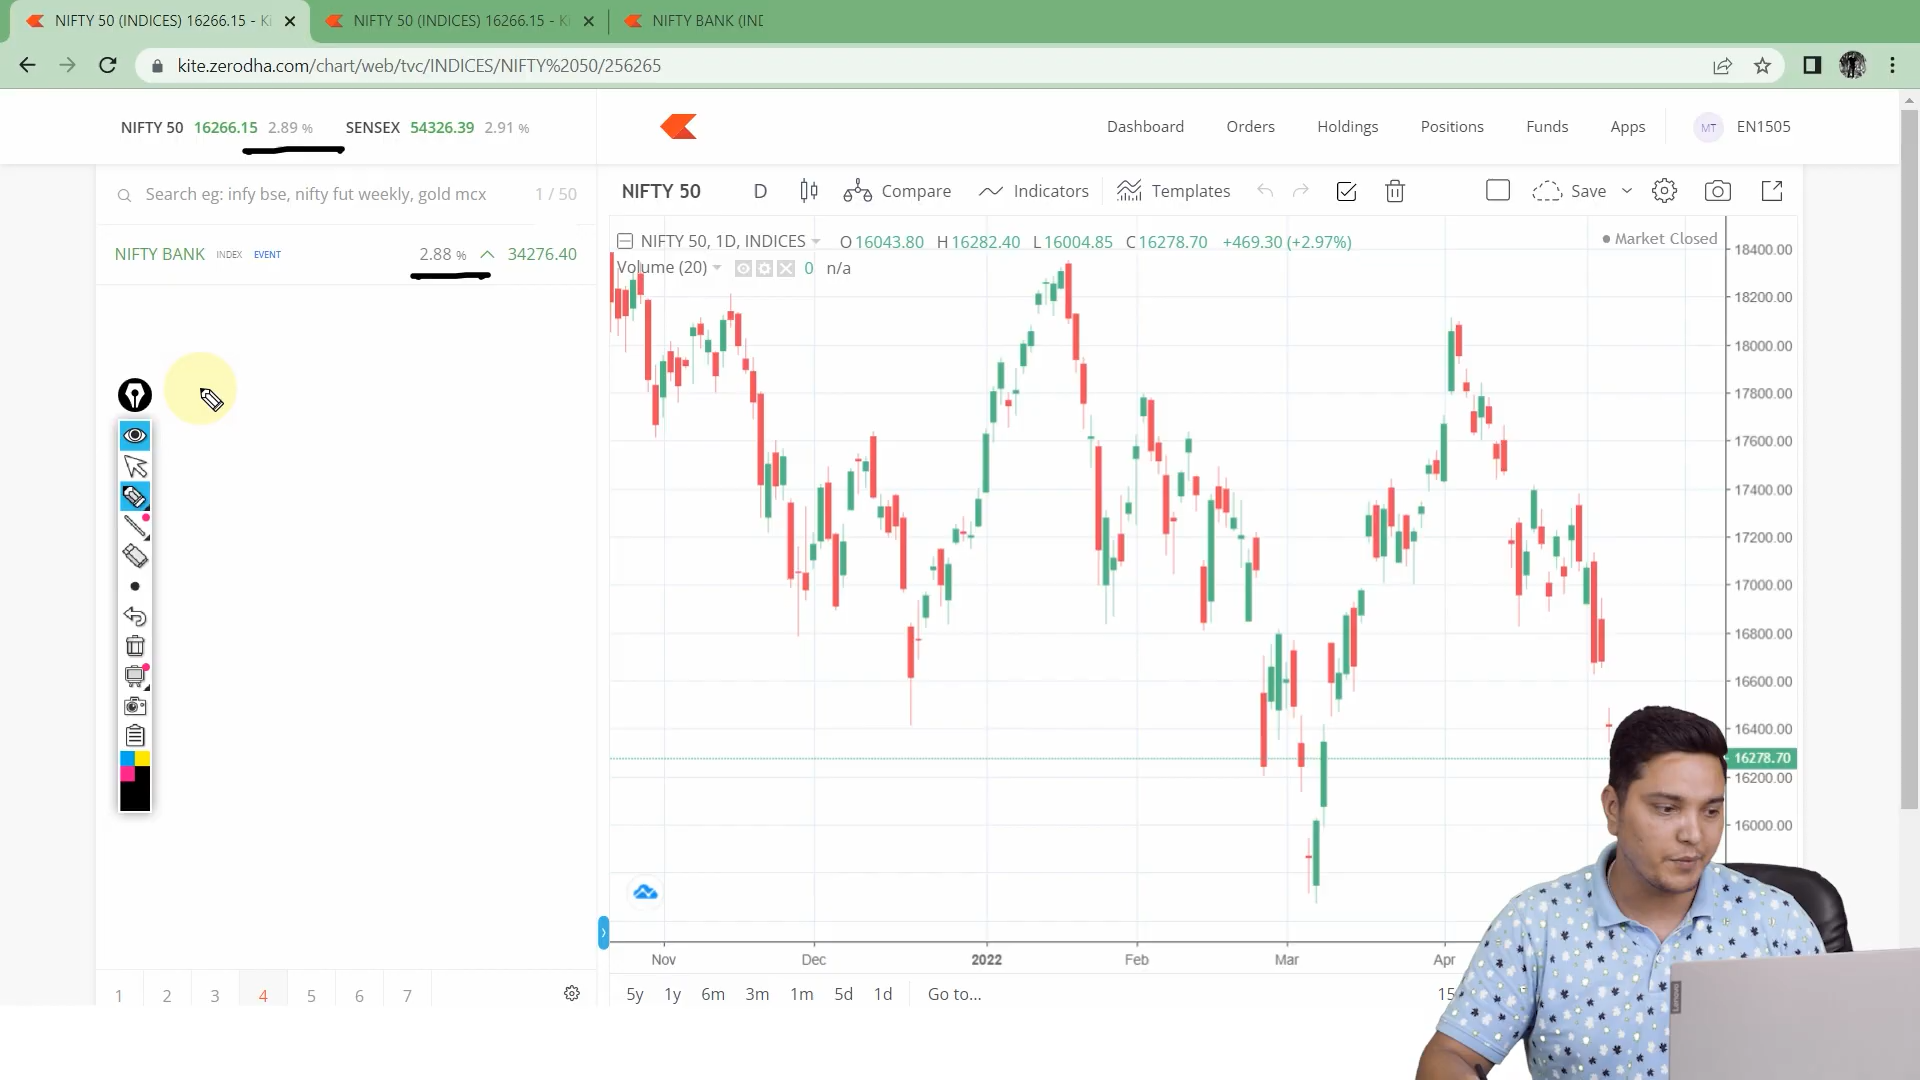 NIFTY 50 (INDICES) 16266.15 - Ki
NIFTY 50 (INDICES) 16266.15 - Ki
NIFTY BANK (IND
kite.zerodha.com/chart/web/tvc/INDICES/NIFTY%2050/256265
NIFTY 50 16266.15 2.89 % SENSEX 54326.39 2.91 %
Dashboard Orders Holdings Positions Funds Apps MT EN1505
Search eg: infy bse, nifty fut weekly, gold mcx 1 / 50
NIFTY BANK INDEX EVENT 2.88 % 34276.40
NIFTY 50 D Compare Indicators Templates Save
NIFTY 50, 1D, INDICES O16043.80 H16282.40 L16004.85 C16278.70 +469.30 (+2.97%)
Market Closed
Volume (20) 0 n/a
18400.00
18200.00
18000.00
17800.00
17600.00
17400.00
17200.00
17000.00
16800.00
16600.00
16400.00
16278.70
16200.00
16000.00
Nov Dec 2022 Feb Mar Apr
1 2 3 4 5 6 7
5y 1y 6m 3m 1m 5d 1d Go to... 15
Lenovo